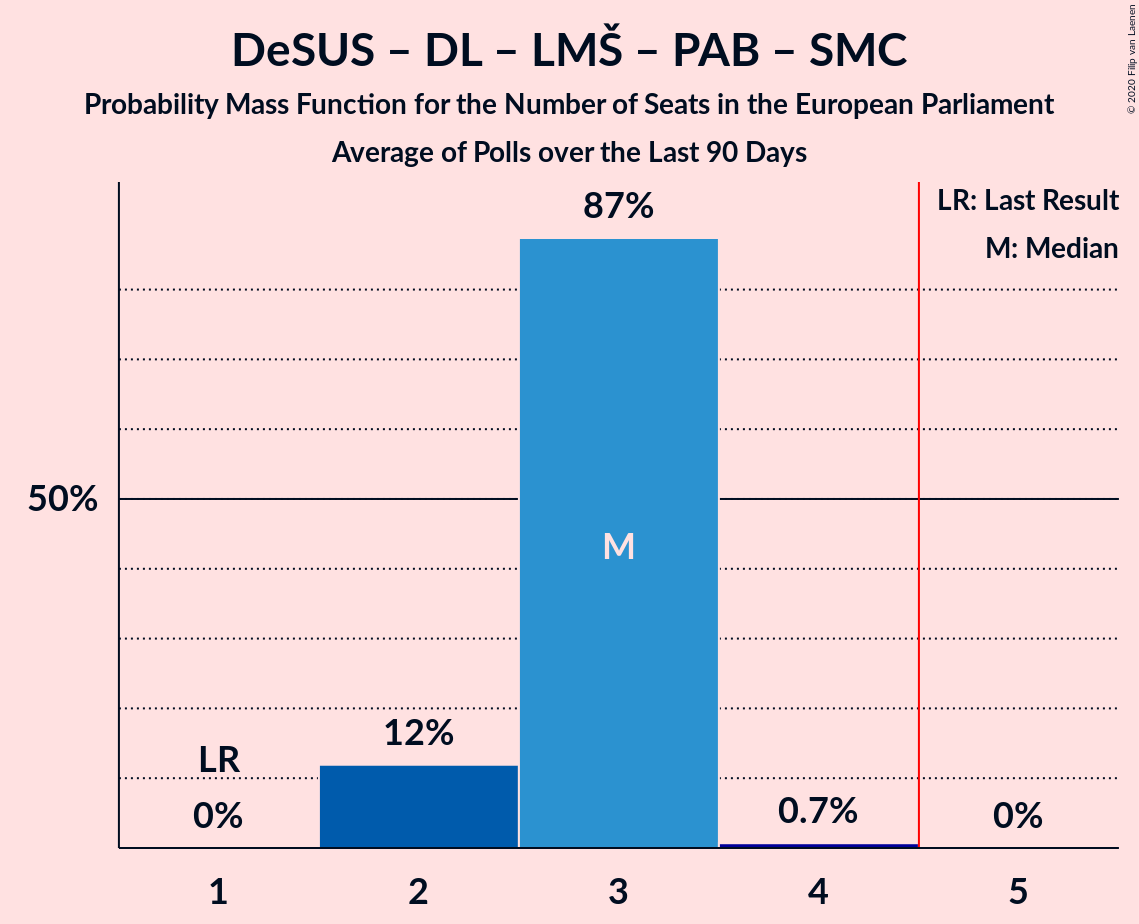 DeSUS – DL – LMŠ – PAB – SMC
Probability Mass Function for the Number of Seats in the European Parliament
Average of Polls over the Last 90 Days
© 2020 Filip van Laenen
LR: Last Result
M: Median
87%
50%
M
12%
LR
0%
0.7%
0%
1 2 3 4 5